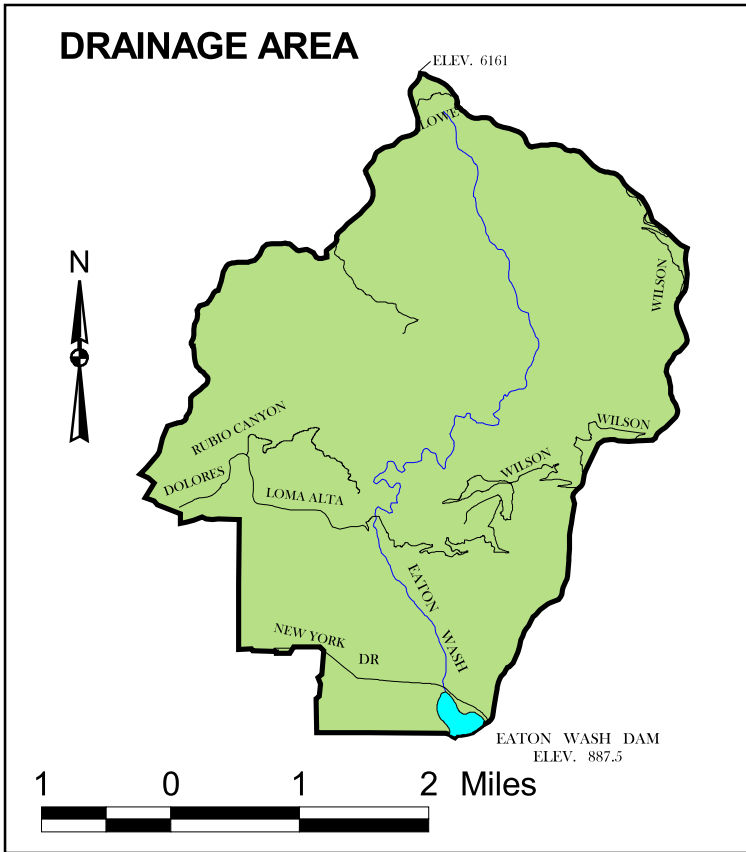 DRAINAGE AREA
ELEV. 6161
LOWE
N
WILSON
RUBIO CANYON
WILSON
DOLORES
WILSON
LOMA ALTA
EATON WASH
NEW YORK DR
EATON WASH DAM
ELEV. 887.5
1 0 1 2 Miles